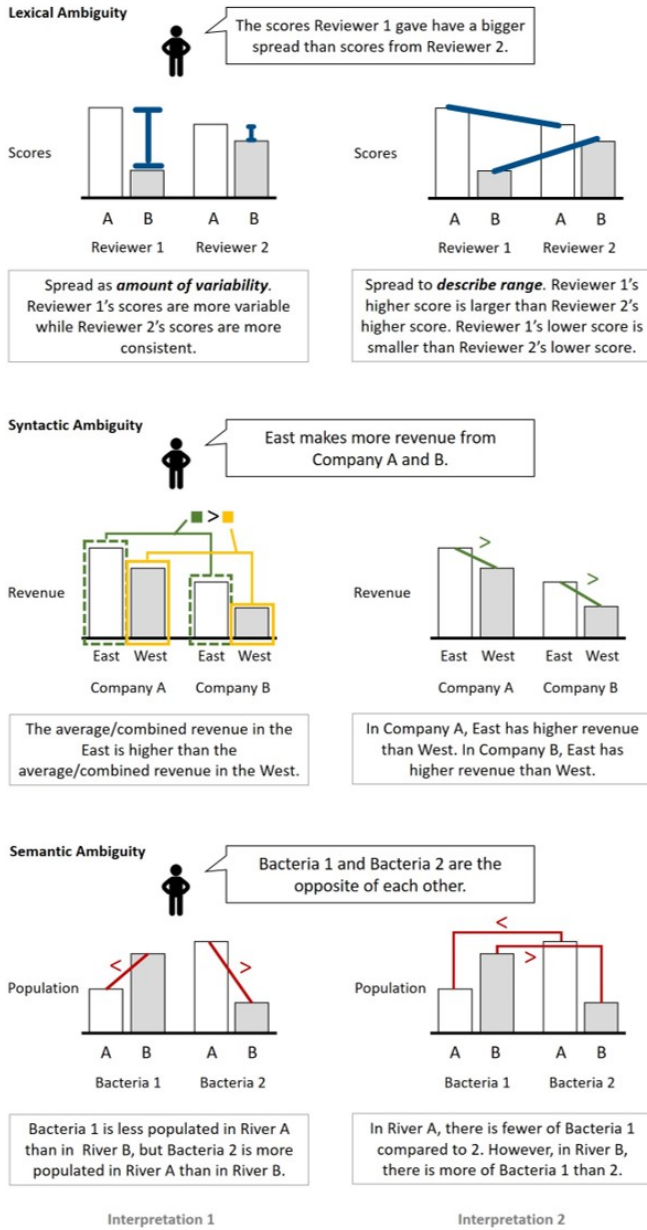 Lexical Ambiguity
The scores Reviewer 1 gave have a bigger
spread than scores from Reviewer 2.
Scores
A B A B
Reviewer 1 Reviewer 2
Scores
A B A B
Reviewer 1 Reviewer 2
Spread as amount of variability.
Reviewer 1's scores are more variable
while Reviewer 2's scores are more
consistent.
Spread to describe range. Reviewer 1's
higher score is larger than Reviewer 2's
higher score. Reviewer 1's lower score is
smaller than Reviewer 2's lower score.
Syntactic Ambiguity
East makes more revenue from
Company A and B.
>
Revenue
East West East West
Company A Company B
> >
Revenue
East West East West
Company A Company B
The average/combined revenue in the
East is higher than the
average/combined revenue in the West.
In Company A, East has higher revenue
than West. In Company B, East has
higher revenue than West.
Semantic Ambiguity
Bacteria 1 and Bacteria 2 are the
opposite of each other.
< >
Population
A B A B
Bacteria 1 Bacteria 2
<
>
Population
A B A B
Bacteria 1 Bacteria 2
Bacteria 1 is less populated in River A
than in River B, but Bacteria 2 is more
populated in River A than in River B.
In River A, there is fewer of Bacteria 1
compared to 2. However, in River B,
there is more of Bacteria 1 than 2.
Interpretation 1
Interpretation 2